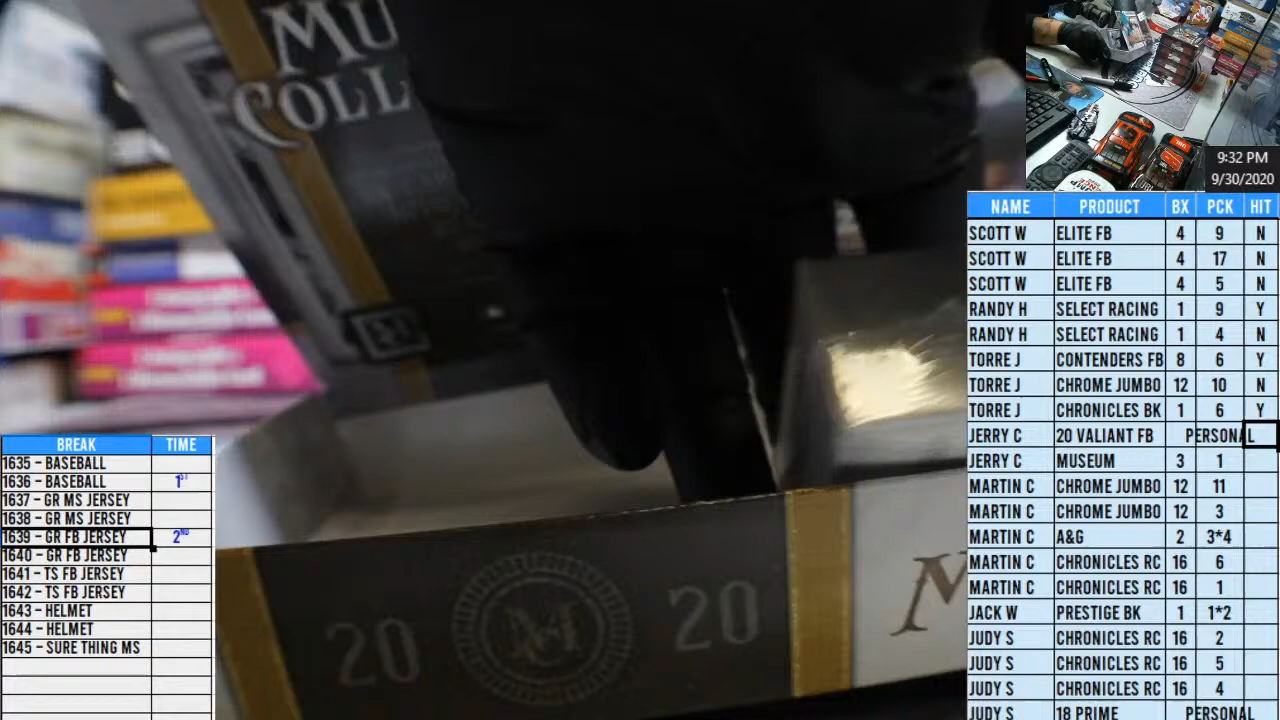 MU
COLL
20 M 20
M
9:32 PM
9/30/2020
NAME PRODUCT BX PCK HIT
SCOTT W ELITE FB 4 9 N
SCOTT W ELITE FB 4 17 N
SCOTT W ELITE FB 4 5 N
RANDY H SELECT RACING 1 9 Y
RANDY H SELECT RACING 1 4 N
TORRE J CONTENDERS FB 8 6 Y
TORRE J CHROME JUMBO 12 10 N
TORRE J CHRONICLES BK 1 6 Y
JERRY C 20 VALIANT FB PERSONAL
JERRY C MUSEUM 3 1
MARTIN C CHROME JUMBO 12 11
MARTIN C CHROME JUMBO 12 3
MARTIN C A&G 2 3*4
MARTIN C CHRONICLES RC 16 6
MARTIN C CHRONICLES RC 16 1
JACK W PRESTIGE BK 1 1*2
JUDY S CHRONICLES RC 16 2
JUDY S CHRONICLES RC 16 5
JUDY S CHRONICLES RC 16 4
JUDY S 18 PRIME PERSONAL
BREAK TIME
1635 - BASEBALL
1636 - BASEBALL 1ST
1637 - GR MS JERSEY
1638 - GR MS JERSEY
1639 - GR FB JERSEY 2ND
1640 - GR FB JERSEY
1641 - TS FB JERSEY
1642 - TS FB JERSEY
1643 - HELMET
1644 - HELMET
1645 - SURE THING MS